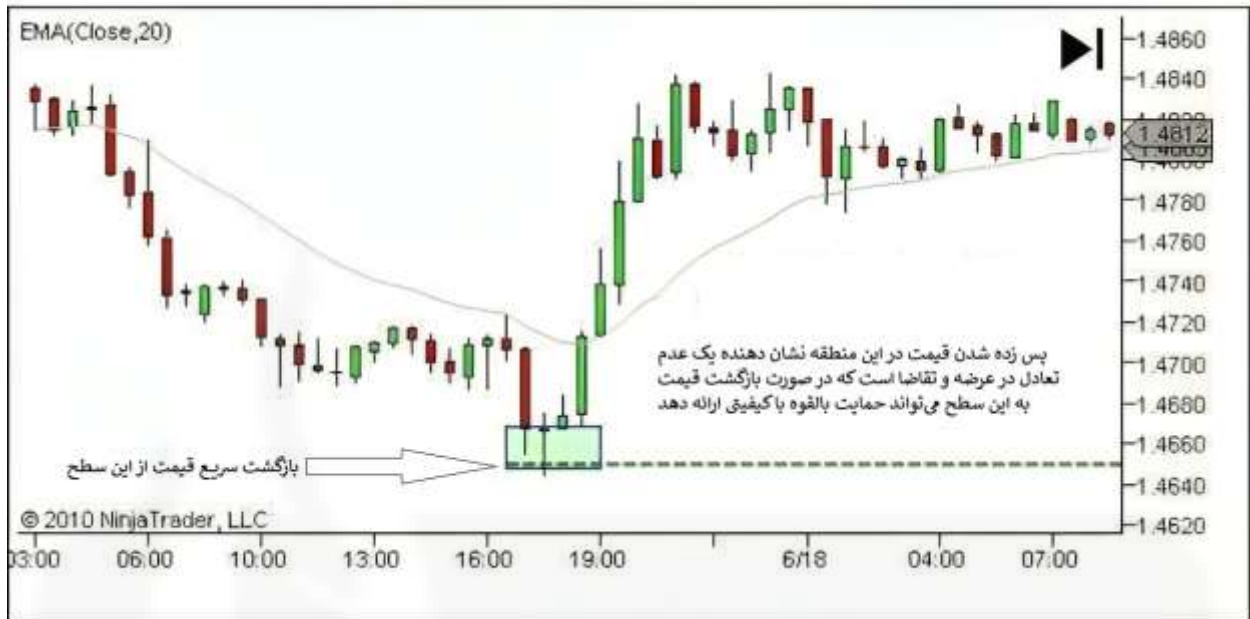 EMA(Close,20)
1.4860
1.4840
1.4812
1.4780
1.4760
1.4740
1.4720
پس زده شدن قیمت در این منطقه نشان دهنده یک عدم
تعادل در عرضه و تقاضا است که در صورت بازگشت قیمت
به این سطح می‌تواند حمایت بالقوه با کیفیتی ارائه دهد
1.4700
1.4680
1.4660
بازگشت سریع قیمت از این سطح
1.4640
© 2010 NinjaTrader, LLC
1.4620
03:00 06:00 10:00 13:00 16:00 19:00 6/18 04:00 07:00